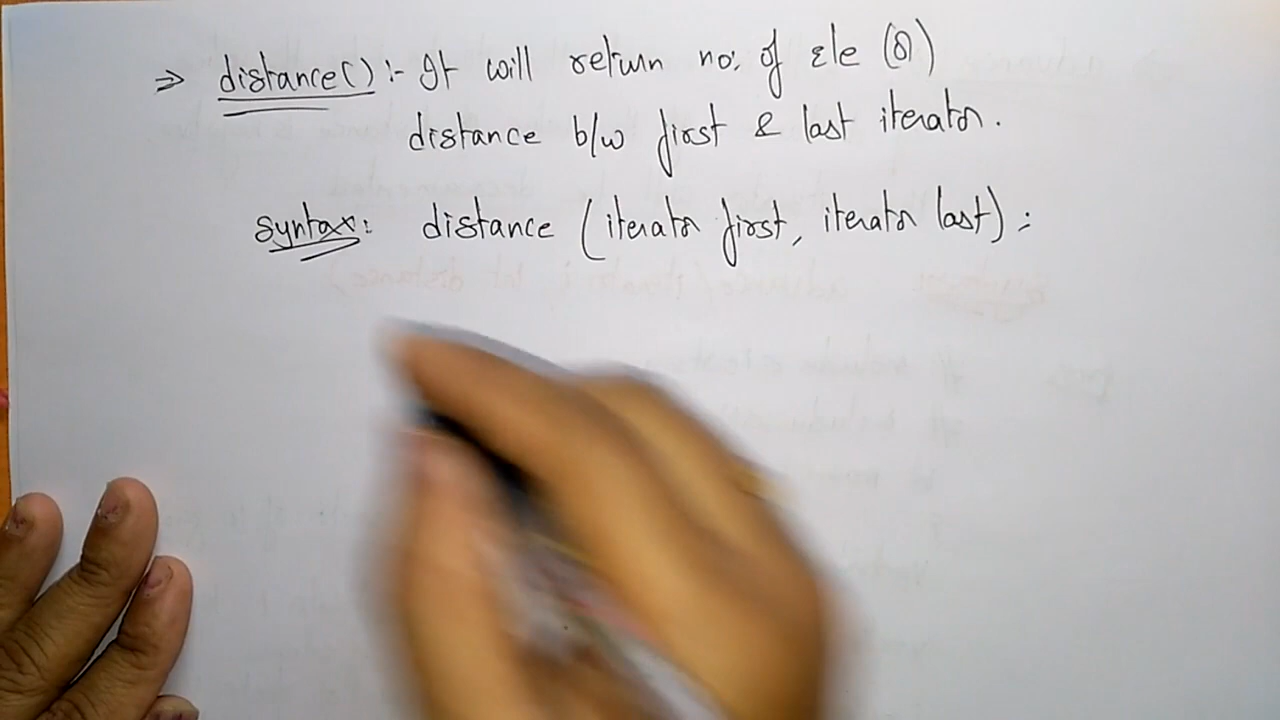 ⇒ distance() :- It will return no: of ele (or)
distance b/w first & last iterator.
Syntax: distance (iterator first, iterator last) ;